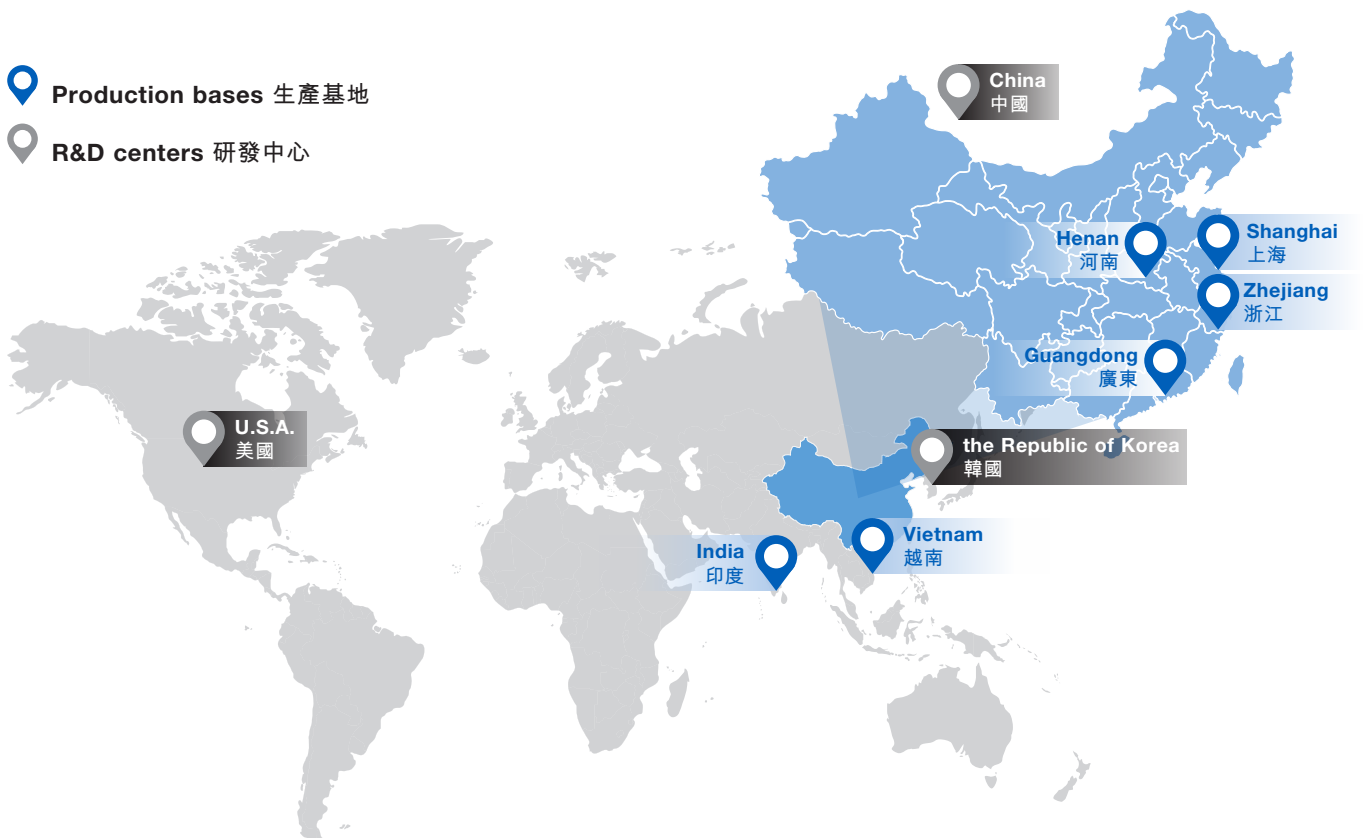 Production bases 生產基地
R&D centers 研發中心
China
中國
Henan
河南
Shanghai
上海
Zhejiang
浙江
Guangdong
廣東
U.S.A.
美國
the Republic of Korea
韓國
India
印度
Vietnam
越南